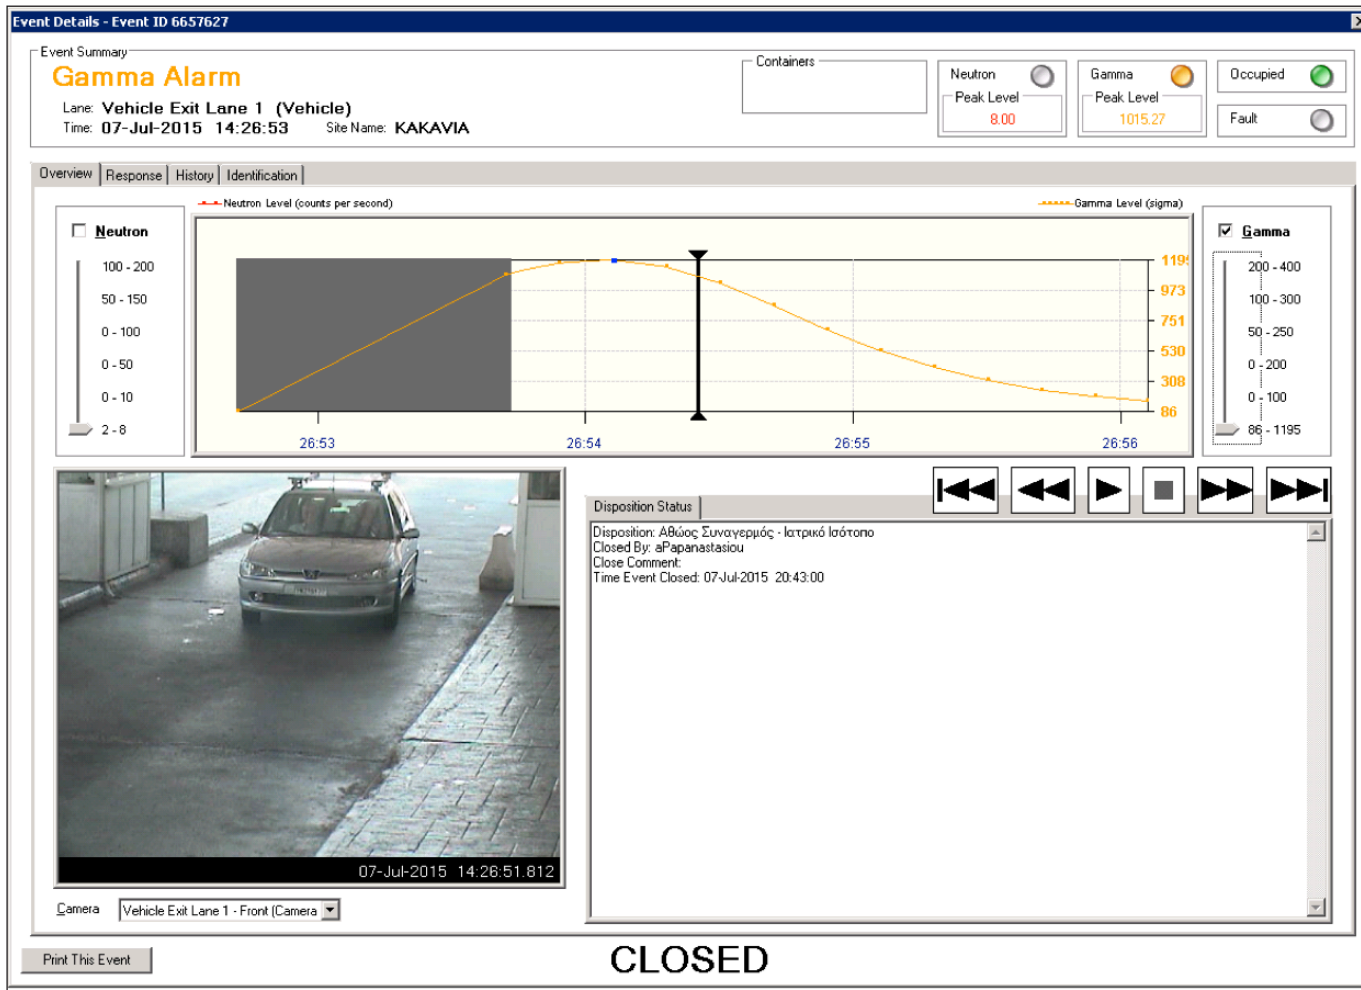 Event Details - Event ID 6657627
Event Summary
Gamma Alarm
Lane: Vehicle Exit Lane 1 (Vehicle)
Time: 07-Jul-2015 14:26:53 Site Name: KAKAVIA
Containers
Neutron
Peak Level
8.00
Gamma
Peak Level
1015.27
Occupied
Fault
Overview Response History Identification
Neutron Level (counts per second)
Gamma Level (sigma)
Neutron
100 - 200
50 - 150
0 - 100
0 - 50
0 - 10
2 - 8
1195
973
751
530
308
86
26:53 26:54 26:55 26:56
Gamma
200 - 400
100 - 300
50 - 250
0 - 200
0 - 100
86 - 1195
07-Jul-2015 14:26:51.812
Camera Vehicle Exit Lane 1 - Front (Camera
Disposition Status
Disposition: Αθώος Συναγερμός - Ιατρικό Ισότοπο
Closed By: aPapanastasiou
Close Comment:
Time Event Closed: 07-Jul-2015 20:43:00
Print This Event
CLOSED